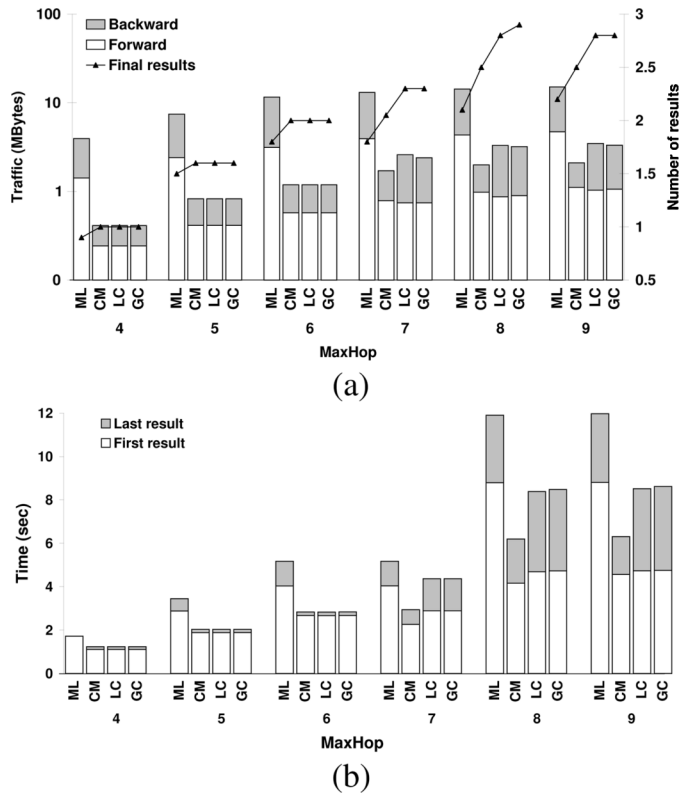 100
10
1
0
Traffic (MBytes)
Backward
Forward
Final results
3
2.5
2
1.5
1
0.5
Number of results
ML CM LC GC ML CM LC GC ML CM LC GC ML CM LC GC ML CM LC GC ML CM LC GC
4 5 6 7 8 9
MaxHop
(a)
12
10
8
6
4
2
0
Time (sec)
Last result
First result
ML CM LC GC ML CM LC GC ML CM LC GC ML CM LC GC ML CM LC GC ML CM LC GC
4 5 6 7 8 9
MaxHop
(b)